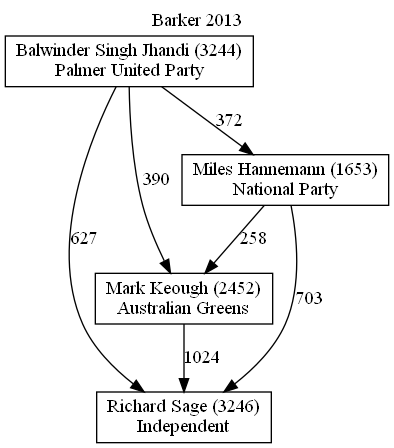 Barker 2013
Balwinder Singh Jhandi (3244)
Palmer United Party
372
Miles Hannemann (1653)
National Party
390
627
258
Mark Keough (2452)
Australian Greens
703
1024
Richard Sage (3246)
Independent